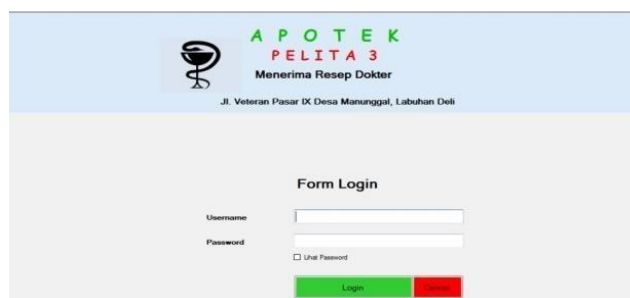 A P O T E K
PELITA 3
Menerima Resep Dokter
Jl. Veteran Pasar IX Desa Manunggal, Labuhan Deli
Form Login
Username
Password
Lihat Password
Login